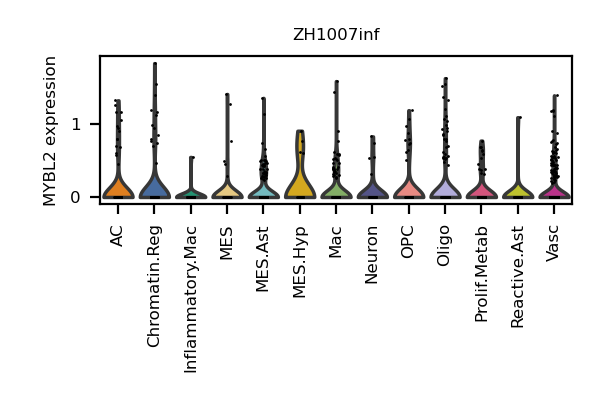 ZH1007inf
MYBL2 expression
1
0
AC
Chromatin.Reg
Inflammatory.Mac
MES
MES.Ast
MES.Hyp
Mac
Neuron
OPC
Oligo
Prolif.Metab
Reactive.Ast
Vasc